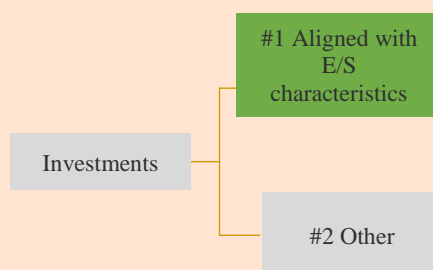 #1 Aligned with
E/S
characteristics
Investments
#2 Other